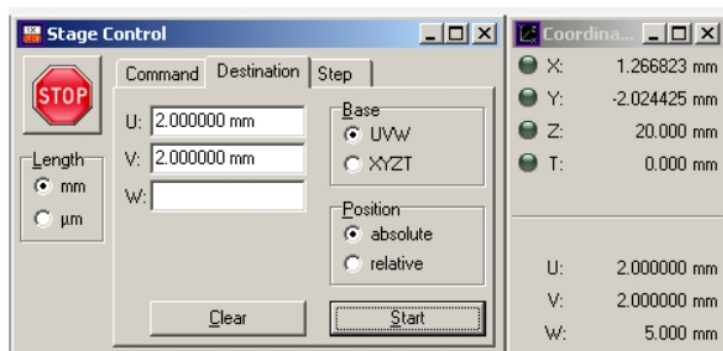 Stage Control
STOP
Length
mm
µm
Command Destination Step
U: 2.000000 mm
V: 2.000000 mm
W:
Base
UVW
XYZT
Position
absolute
relative
Clear
Start
Coordina...
X: 1.266823 mm
Y: -2.024425 mm
Z: 20.000 mm
T: 0.000 mm
U: 2.000000 mm
V: 2.000000 mm
W: 5.000 mm